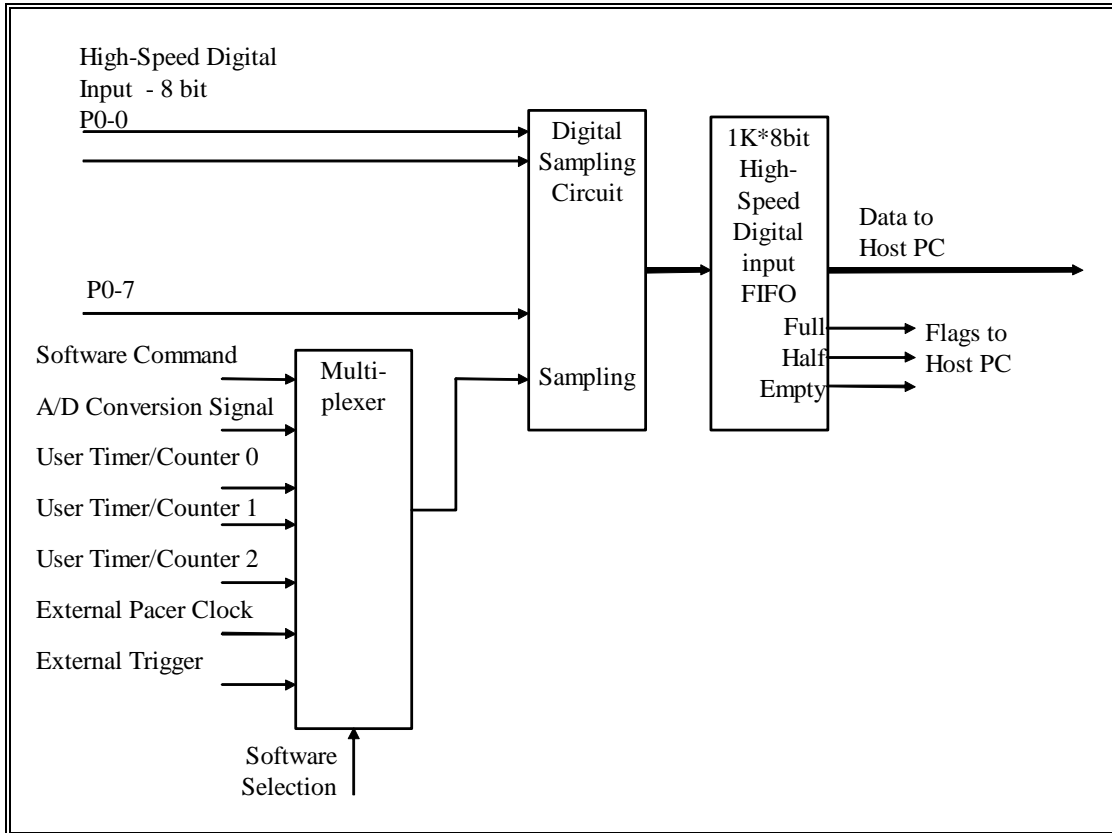 High-Speed Digital
Input - 8 bit
P0-0
P0-7
Software Command
A/D Conversion Signal
User Timer/Counter 0
User Timer/Counter 1
User Timer/Counter 2
External Pacer Clock
External Trigger
Multi-
plexer
Software
Selection
Digital
Sampling
Circuit
Sampling
1K*8bit
High-
Speed
Digital
input
FIFO
Full
Half
Empty
Data to
Host PC
Flags to
Host PC